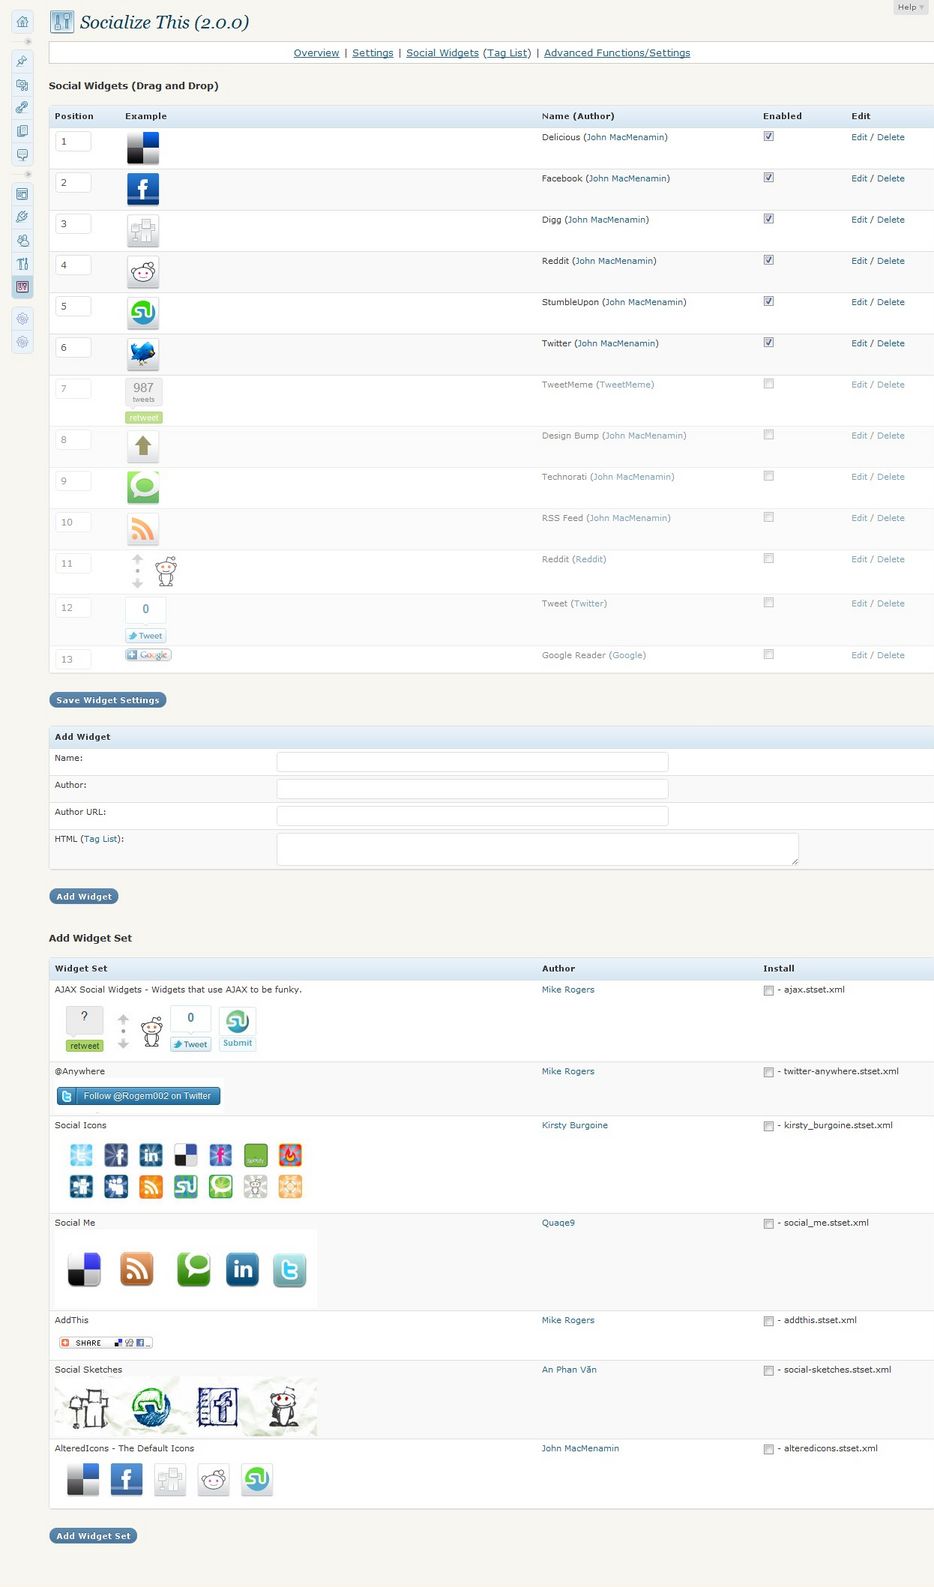 Help
Socialize This (2.0.0)
Overview | Settings | Social Widgets (Tag List) | Advanced Functions/Settings
Social Widgets (Drag and Drop)
Position Example Name (Author) Enabled Edit
1 Delicious (John MacMenamin) Edit / Delete
2 Facebook (John MacMenamin) Edit / Delete
3 Digg (John MacMenamin) Edit / Delete
4 Reddit (John MacMenamin) Edit / Delete
5 StumbleUpon (John MacMenamin) Edit / Delete
6 Twitter (John MacMenamin) Edit / Delete
7 987 TweetMeme (TweetMeme) Edit / Delete
tweets
retweet
8 Design Bump (John MacMenamin) Edit / Delete
9 Technorati (John MacMenamin) Edit / Delete
10 RSS Feed (John MacMenamin) Edit / Delete
11 Reddit (Reddit) Edit / Delete
12 0 Tweet (Twitter) Edit / Delete
Tweet
13 Google Google Reader (Google) Edit / Delete
Save Widget Settings
Add Widget
Name:
Author:
Author URL:
HTML (Tag List):
Add Widget
Add Widget Set
Widget Set Author Install
AJAX Social Widgets - Widgets that use AJAX to be funky. Mike Rogers - ajax.stset.xml
? 0
retweet Tweet Submit
@Anywhere Mike Rogers - twitter-anywhere.stset.xml
Follow @Rogem002 on Twitter
Social Icons Kirsty Burgoine - kirsty_burgoine.stset.xml
Social Me Quaqe9 - social_me.stset.xml
AddThis Mike Rogers - addthis.stset.xml
SHARE
Social Sketches An Phan Văn - social-sketches.stset.xml
AlteredIcons - The Default Icons John MacMenamin - alteredicons.stset.xml
Add Widget Set